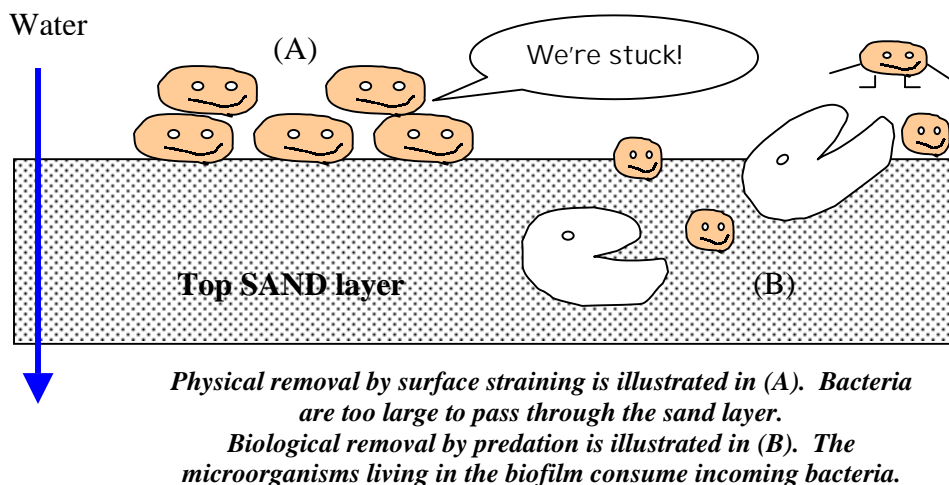 Water
(A)
We're stuck!
Top SAND layer
(B)
Physical removal by surface straining is illustrated in (A). Bacteria
are too large to pass through the sand layer.
Biological removal by predation is illustrated in (B). The
microorganisms living in the biofilm consume incoming bacteria.